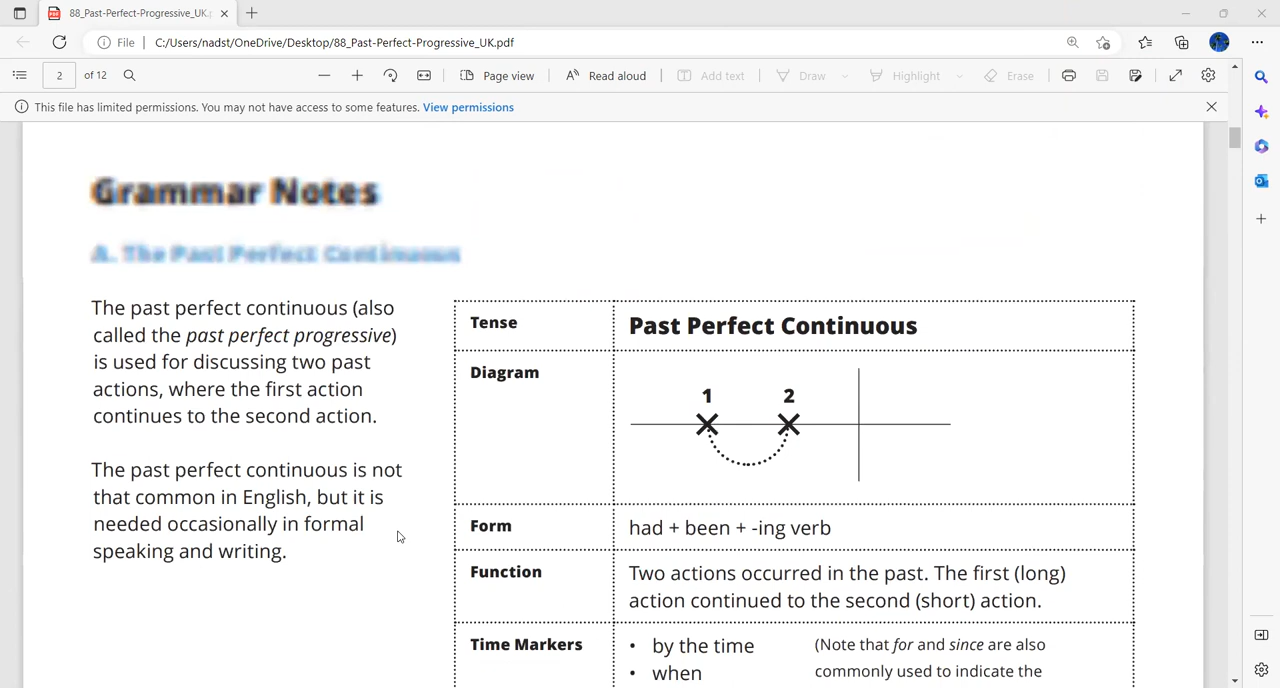 88_Past-Perfect-Progressive_UK.p
File C:/Users/nadst/OneDrive/Desktop/88_Past-Perfect-Progressive_UK.pdf
2 of 12 Page view Read aloud Add text Draw Highlight Erase
This file has limited permissions. You may not have access to some features. View permissions
Grammar Notes
A. The Past Perfect Continuous
The past perfect continuous (also
called the past perfect progressive)
is used for discussing two past
actions, where the first action
continues to the second action.
The past perfect continuous is not
that common in English, but it is
needed occasionally in formal
speaking and writing.
Tense Past Perfect Continuous
Diagram
1 2
Form had + been + -ing verb
Function Two actions occurred in the past. The first (long)
action continued to the second (short) action.
Time Markers • by the time (Note that for and since are also
• when commonly used to indicate the